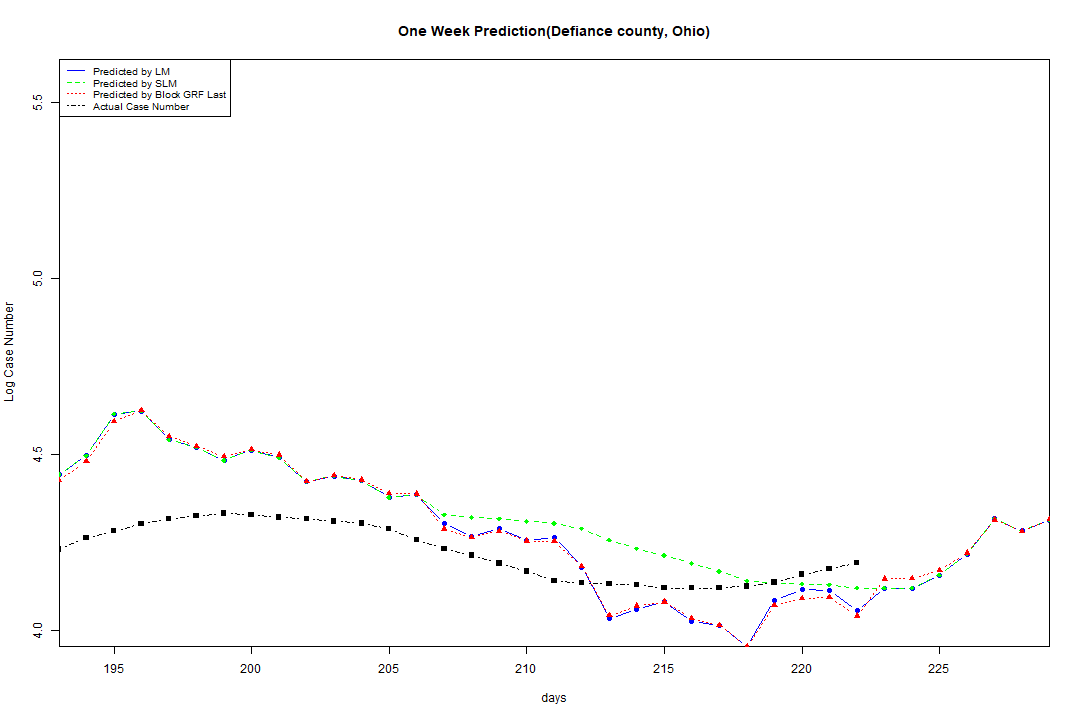 One Week Prediction(Defiance county, Ohio)
Predicted by LM
Predicted by SLM
Predicted by Block GRF Last
Actual Case Number
5.5
5.0
4.5
4.0
Log Case Number
195 200 205 210 215 220 225
days